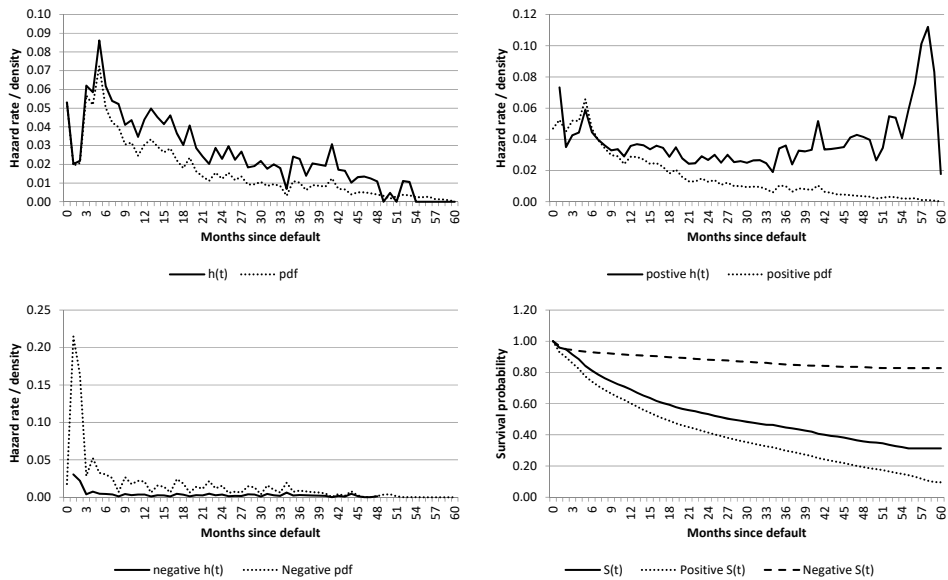 0.10
0.09
0.08
0.07
0.06
0.05
0.04
0.03
0.02
0.01
0.00
Hazard rate / density
0 3 6 9 12 15 18 21 24 27 30 33 36 39 42 45 48 51 54 57 60
Months since default
h(t) pdf
0.12
0.10
0.08
0.06
0.04
0.02
0.00
Hazard rate / density
0 3 6 9 12 15 18 21 24 27 30 33 36 39 42 45 48 51 54 57 60
Months since default
postive h(t) positive pdf
0.25
0.20
0.15
0.10
0.05
0.00
Hazard rate / density
0 3 6 9 12 15 18 21 24 27 30 33 36 39 42 45 48 51 54 57 60
Months since default
negative h(t) Negative pdf
1.00
0.80
0.60
0.40
0.20
0.00
Survival probability
0 3 6 9 12 15 18 21 24 27 30 33 36 39 42 45 48 51 54 57 60
Months since default
S(t) Positive S(t) Negative S(t)